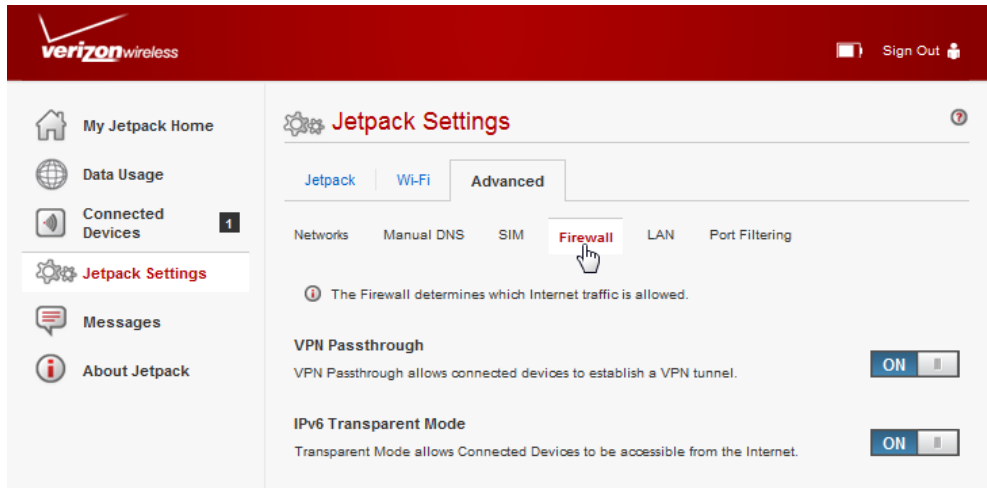 verizonwireless
Sign Out
My Jetpack Home
Data Usage
Connected
Devices
1
Jetpack Settings
Messages
About Jetpack
Jetpack Settings
?
Jetpack
Wi-Fi
Advanced
Networks
Manual DNS
SIM
Firewall
LAN
Port Filtering
The Firewall determines which Internet traffic is allowed.
VPN Passthrough
VPN Passthrough allows connected devices to establish a VPN tunnel.
ON
IPv6 Transparent Mode
Transparent Mode allows Connected Devices to be accessible from the Internet.
ON